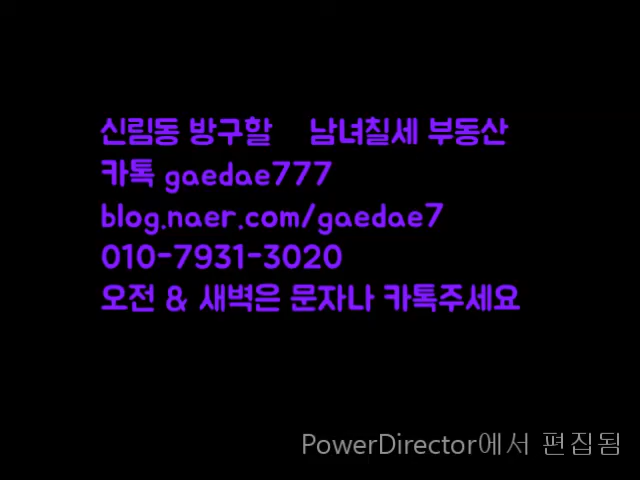 신림동 방구할 남녀칠세 부동산
카톡 gaedae777
blog.naer.com/gaedae7
010-7931-3020
오전 & 새벽은 문자나 카톡주세요
PowerDirector에서 편집됨